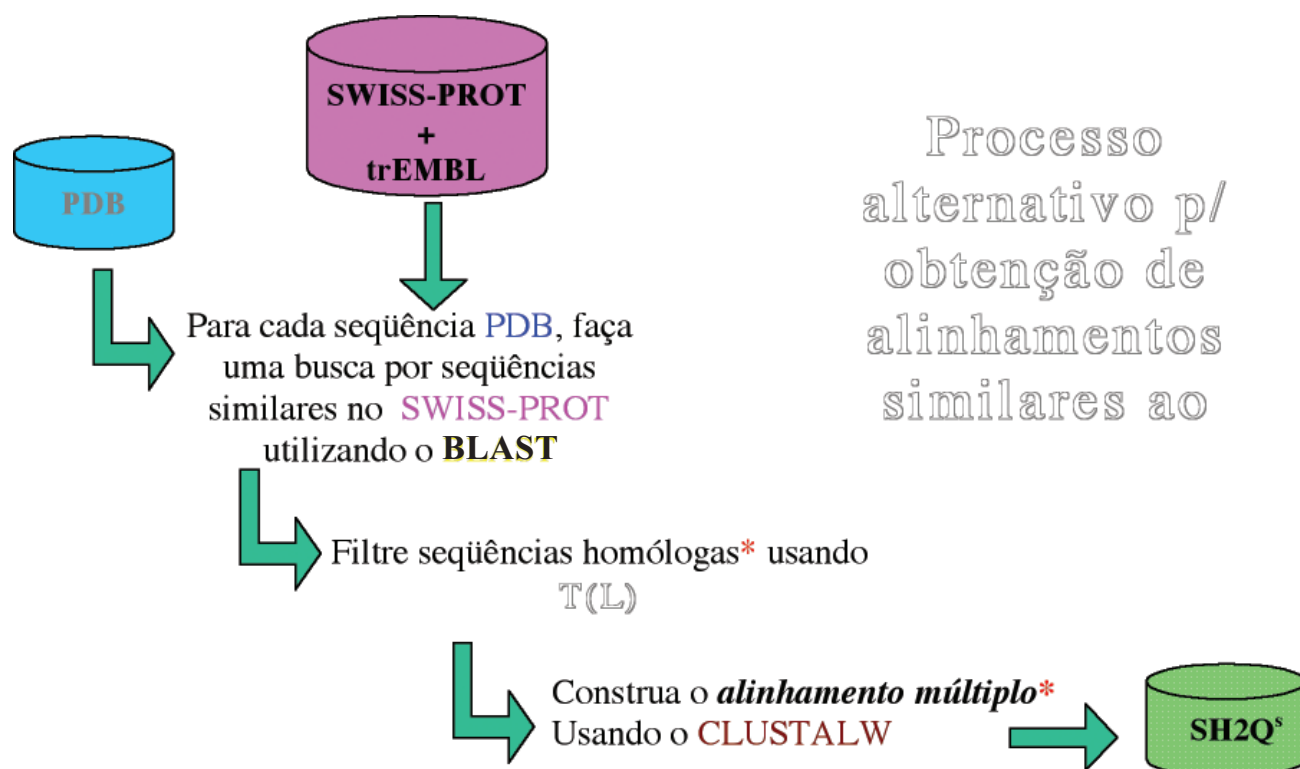 SWISS-PROT
+
trEMBL
PDB
Processo
alternativo p/
obtenção de
alinhamentos
similares ao
Para cada seqüência PDB, faça
uma busca por seqüências
similares no SWISS-PROT
utilizando o BLAST
Filtre seqüências homólogas* usando
T(L)
Construa o alinhamento múltiplo*
Usando o CLUSTALW
SH2Qs